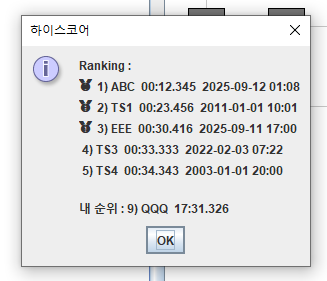 하이스코어
Ranking :
🥇 1) ABC 00:12.345 2025-09-12 01:08
🥈 2) TS1 00:23.456 2011-01-01 10:01
🥉 3) EEE 00:30.416 2025-09-11 17:00
4) TS3 00:33.333 2022-02-03 07:22
5) TS4 00:34.343 2003-01-01 20:00
내 순위 : 9) QQQ 17:31.326
OK